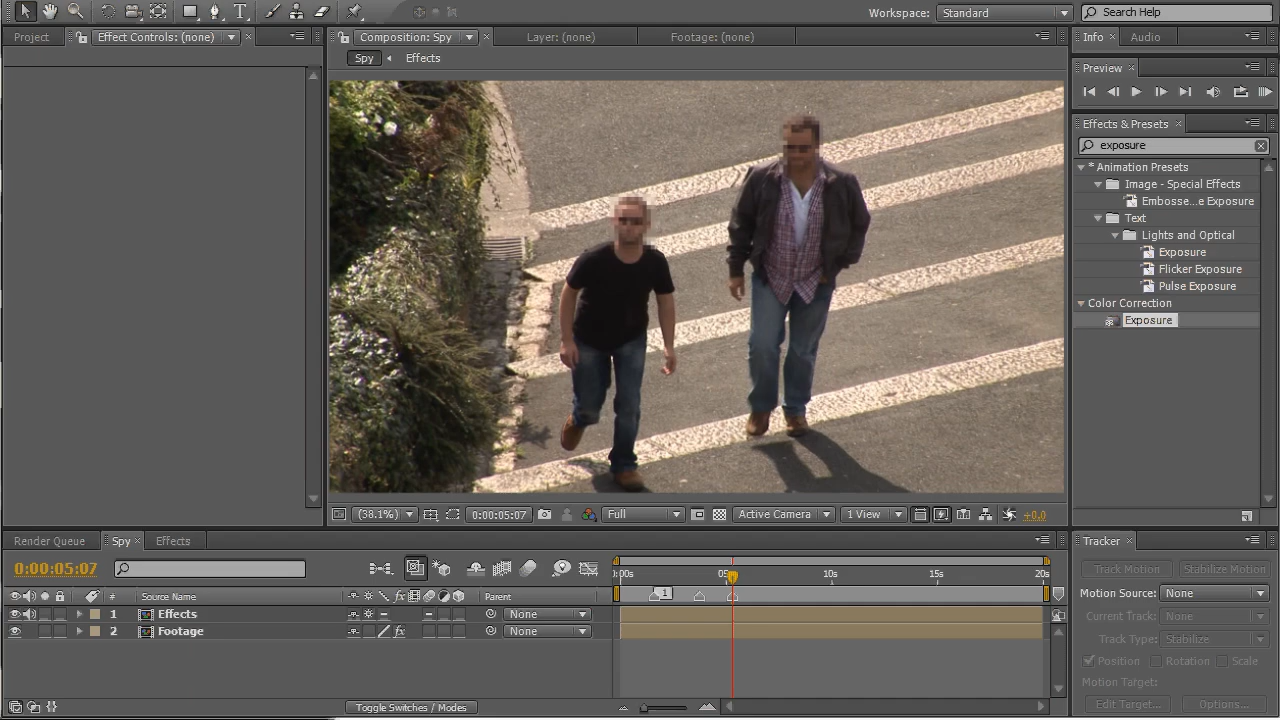 Workspace: Standard Search Help
Project Effect Controls: (none) Composition: Spy Layer: (none) Footage: (none) Info Audio
Spy Effects
Preview
Effects & Presets
exposure
* Animation Presets
Image - Special Effects
Embosse...e Exposure
Text
Lights and Optical
Exposure
Flicker Exposure
Pulse Exposure
Color Correction
Exposure
(38.1%) 0:00:05:07 Full Active Camera 1 View +0.0
Render Queue Spy Effects Tracker
0:00:05:07
Track Motion Stabilize Motion
:00s 05s 10s 15s 20s
# Source Name fx Parent 1
Motion Source: None
1 Effects None
Current Track: None
2 Footage fx None
Track Type: Stabilize
Position Rotation Scale
Motion Target:
Edit Target... Options...
Toggle Switches / Modes